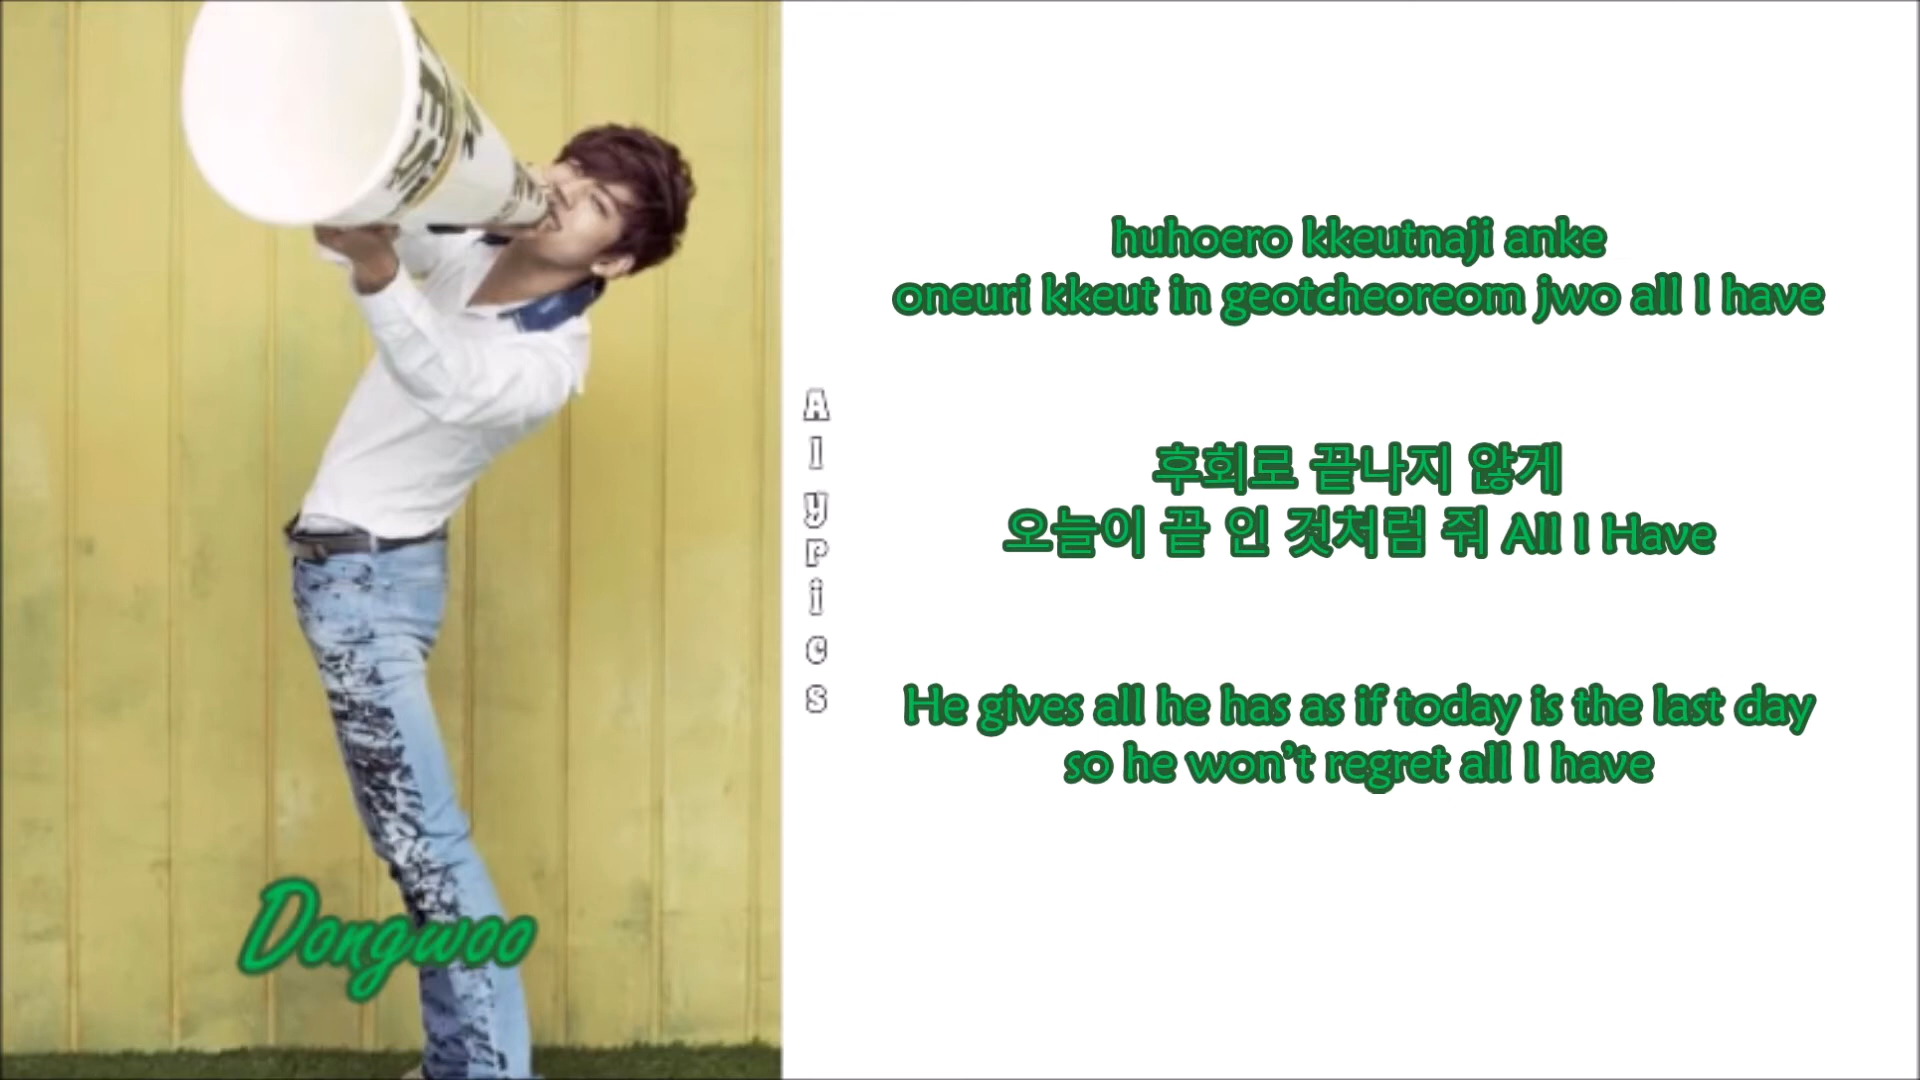 Dongwoo
AlyPics
huhoero kkeutnaji anke
oneuri kkeut in geotcheoreom jwo all I have
후회로 끝나지 않게
오늘이 끝 인 것처럼 줘 All I Have
He gives all he has as if today is the last day
so he won't regret all I have